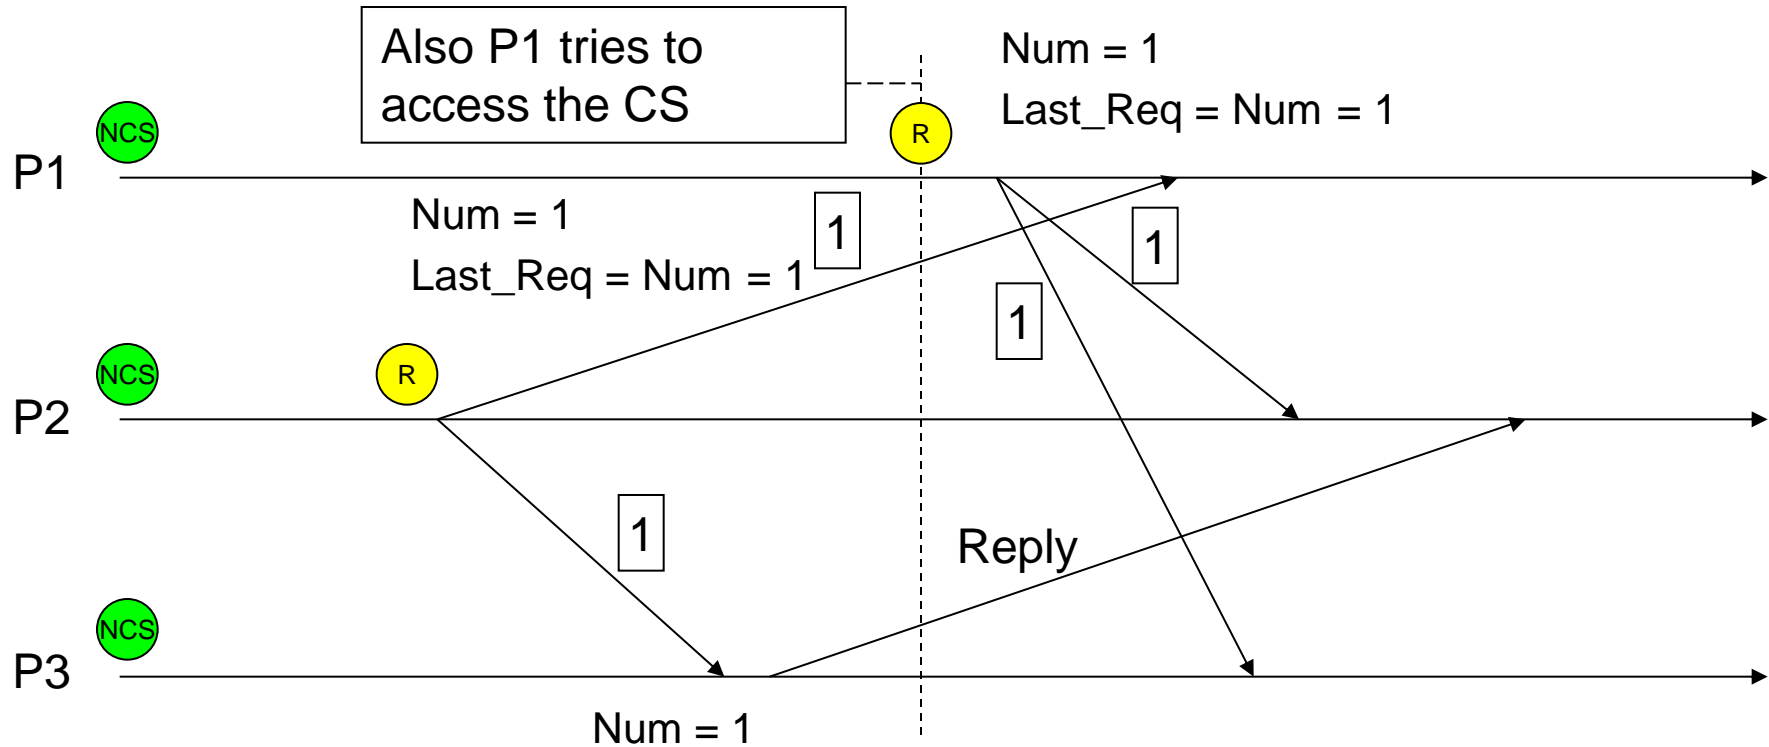 Also P1 tries to
access the CS
Num = 1
Last_Req = Num = 1
NCS
R
P1
Num = 1
Last_Req = Num = 1
1
1
1
NCS
R
P2
1
Reply
NCS
P3
Num = 1